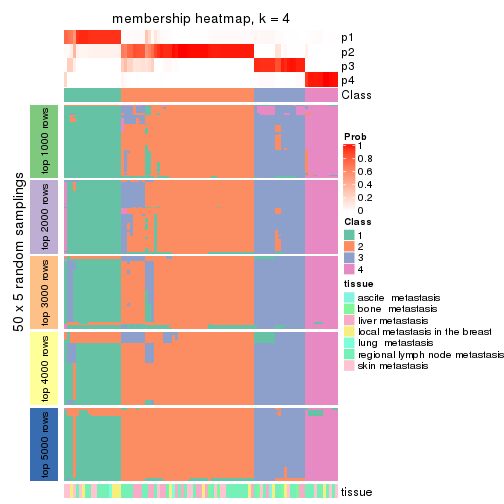 membership heatmap, k = 4
p1
p2
p3
p4
Class
50 x 5 random samplings
top 1000 rows
top 2000 rows
top 3000 rows
top 4000 rows
top 5000 rows
tissue
Prob
1
0.8
0.6
0.4
0.2
0
Class
1
2
3
4
tissue
ascite metastasis
bone metastasis
liver metastasis
local metastasis in the breast
lung metastasis
regional lymph node metastasis
skin metastasis